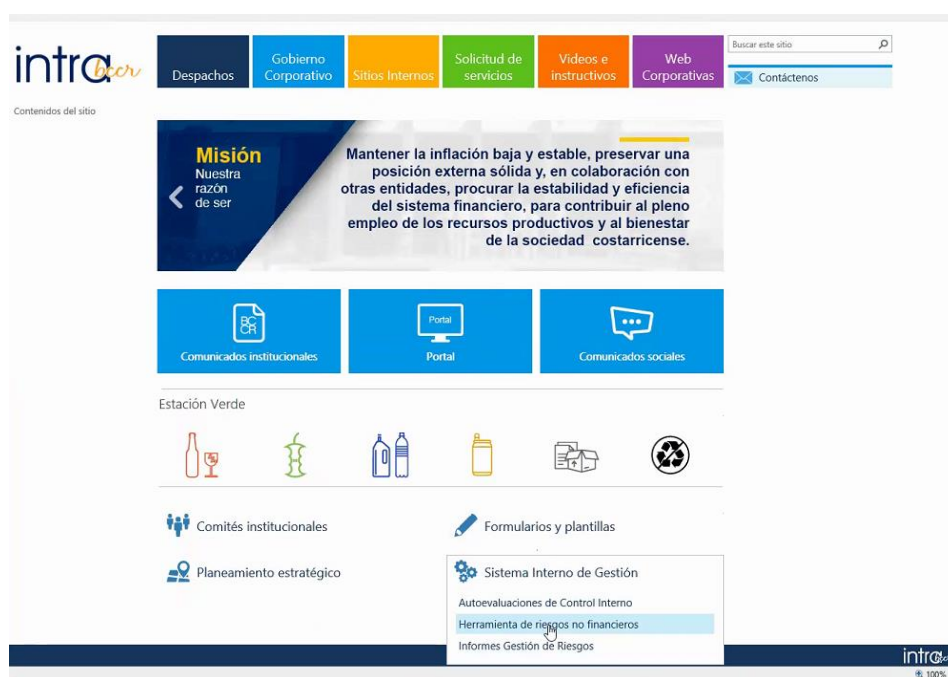 intrabccr
Despachos
Gobierno
Corporativo
Sitios Internos
Solicitud de
servicios
Videos e
instructivos
Web
Corporativas
Buscar este sitio
Contáctenos
Contenidos del sitio
Misión
Nuestra
razón
de ser
Mantener la inflación baja y estable, preservar una
posición externa sólida y, en colaboración con
otras entidades, procurar la estabilidad y eficiencia
del sistema financiero, para contribuir al pleno
empleo de los recursos productivos y al bienestar
de la sociedad costarricense.
BC
CR
Comunicados institucionales
Portal
Portal
Comunicados sociales
Estación Verde
Comités institucionales
Formularios y plantillas
Planeamiento estratégico
Sistema Interno de Gestión
Autoevaluaciones de Control Interno
Herramienta de riesgos no financieros
Informes Gestión de Riesgos
100%